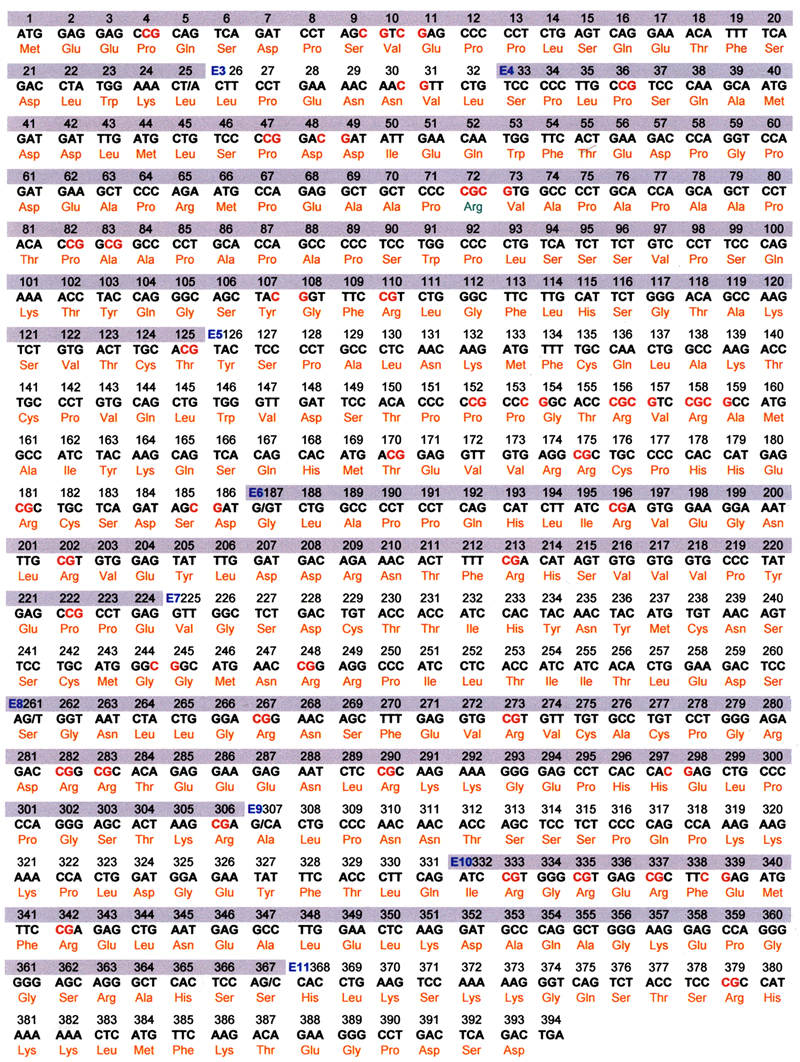 1 2 3 4 5 6 7 8 9 10 11 12 13 14 15 16 17 18 19 20
ATG GAG GAG CCG CAG TCA GAT CCT AGC GTC GAG CCC CCT CTG AGT CAG GAA ACA TTT TCA
Met Glu Glu Pro Gln Ser Asp Pro Ser Val Glu Pro Pro Leu Ser Gln Glu Thr Phe Ser
21 22 23 24 25 E3 26 27 28 29 30 31 32 E4 33 34 35 36 37 38 39 40
GAC CTA TGG AAA CT/A CTT CCT GAA AAC AAC GTT CTG TCC CCC TTG CCG TCC CAA GCA ATG
Asp Leu Trp Lys Leu Leu Pro Glu Asn Asn Val Leu Ser Pro Leu Pro Ser Gln Ala Met
41 42 43 44 45 46 47 48 49 50 51 52 53 54 55 56 57 58 59 60
GAT GAT TTG ATG CTG TCC CCG GAC GAT ATT GAA CAA TGG TTC ACT GAA GAC CCA GGT CCA
Asp Asp Leu Met Leu Ser Pro Asp Asp Ile Glu Gln Trp Phe Thr Glu Asp Pro Gly Pro
61 62 63 64 65 66 67 68 69 70 71 72 73 74 75 76 77 78 79 80
GAT GAA GCT CCC AGA ATG CCA GAG GCT GCT CCC CGCG GTG GCC CCT GCA CCA GCA GCT CCT
Asp Glu Ala Pro Arg Met Pro Glu Ala Ala Pro Arg Val Ala Pro Ala Pro Ala Ala Pro
81 82 83 84 85 86 87 88 89 90 91 92 93 94 95 96 97 98 99 100
ACA CCG GCG GCC CCT GCA CCA GCC CCC TCC TGG CCC CTG TCA TCT TCT GTC CCT TCC CAG
Thr Pro Ala Ala Pro Ala Pro Ala Pro Ser Trp Pro Leu Ser Ser Ser Val Pro Ser Gln
101 102 103 104 105 106 107 108 109 110 111 112 113 114 115 116 117 118 119 120
AAA ACC TAC CAG GGC AGC TAC GGT TTC CGT CTG GGC TTC TTG CAT TCT GGG ACA GCC AAG
Lys Thr Tyr Gln Gly Ser Tyr Gly Phe Arg Leu Gly Phe Leu His Ser Gly Thr Ala Lys
121 122 123 124 125 E5126 127 128 129 130 131 132 133 134 135 136 137 138 139 140
TCT GTG ACT TGC ACG TAC TCC CCT GCC CTC AAC AAG ATG TTT TGC CAA CTG GCC AAG ACC
Ser Val Thr Cys Thr Tyr Ser Pro Ala Leu Asn Lys Met Phe Cys Gln Leu Ala Lys Thr
141 142 143 144 145 146 147 148 149 150 151 152 153 154 155 156 157 158 159 160
TGC CCT GTG CAG CTG TGG GTT GAT TCC ACA CCC CCG CCC GGC ACC CGC GTC CGC GCC ATG
Cys Pro Val Gln Leu Trp Val Asp Ser Thr Pro Pro Pro Gly Thr Arg Val Arg Ala Met
161 162 163 164 165 166 167 168 169 170 171 172 173 174 175 176 177 178 179 180
GCC ATC TAC AAG CAG TCA CAG CAC ATG ACG GAG GTT GTG AGG CGC TGC CCC CAC CAT GAG
Ala Ile Tyr Lys Gln Ser Gln His Met Thr Glu Val Val Arg Arg Cys Pro His His Glu
181 182 183 184 185 186 E6187 188 189 190 191 192 193 194 195 196 197 198 199 200
CGC TGC TCA GAT AGC GAT G/GT CTG GCC CCT CCT CAG CAT CTT ATC CGA GTG GAA GGA AAT
Arg Cys Ser Asp Ser Asp Gly Leu Ala Pro Pro Gln His Leu Ile Arg Val Glu Gly Asn
201 202 203 204 205 206 207 208 209 210 211 212 213 214 215 216 217 218 219 220
TTG CGT GTG GAG TAT TTG GAT GAC AGA AAC ACT TTT CGA CAT AGT GTG GTG GTG CCC TAT
Leu Arg Val Glu Tyr Leu Asp Asp Arg Asn Thr Phe Arg His Ser Val Val Val Pro Tyr
221 222 223 224 E7225 226 227 228 229 230 231 232 233 234 235 236 237 238 239 240
GAG CCG CCT GAG GTT GGC TCT GAC TGT ACC ACC ATC CAC TAC AAC TAC ATG TGT AAC AGT
Glu Pro Pro Glu Val Gly Ser Asp Cys Thr Thr Ile His Tyr Asn Tyr Met Cys Asn Ser
241 242 243 244 245 246 247 248 249 250 251 252 253 254 255 256 257 258 259 260
TCC TGC ATG GGC GGC ATG AAC CGG AGG CCC ATC CTC ACC ATC ATC ACA CTG GAA GAC TCC
Ser Cys Met Gly Gly Met Asn Arg Arg Pro Ile Leu Thr Ile Ile Thr Leu Glu Asp Ser
E8261 262 263 264 265 266 267 268 269 270 271 272 273 274 275 276 277 278 279 280
AG/T GGT AAT CTA CTG GGA CGG AAC AGC TTT GAG GTG CGT GTT TGT GCC TGT CCT GGG AGA
Ser Gly Asn Leu Leu Gly Arg Asn Ser Phe Glu Val Arg Val Cys Ala Cys Pro Gly Arg
281 282 283 284 285 286 287 288 289 290 291 292 293 294 295 296 297 298 299 300
GAC CGG CGC ACA GAG GAA GAG AAT CTC CGC AAG AAA GGG GAG CCT CAC CAC GAG CTG CCC
Asp Arg Arg Thr Glu Glu Glu Asn Leu Arg Lys Lys Gly Glu Pro His His Glu Leu Pro
301 302 303 304 305 306 E9307 308 309 310 311 312 313 314 315 316 317 318 319 320
CCA GGG AGC ACT AAG CGA G/CA CTG CCC AAC AAC ACC AGC TCC TCT CCC CAG CCA AAG AAG
Pro Gly Ser Thr Lys Arg Ala Leu Pro Asn Asn Thr Ser Ser Ser Pro Gln Pro Lys Lys
321 322 323 324 325 326 327 328 329 330 331 E10332 333 334 335 336 337 338 339 340
AAA CCA CTG GAT GGA GAA TAT TTC ACC CTT CAG ATC CGT GGG CGT GAG CGC TTC GAG ATG
Lys Pro Leu Asp Gly Glu Tyr Phe Thr Leu Gln Ile Arg Gly Arg Glu Arg Phe Glu Met
341 342 343 344 345 346 347 348 349 350 351 352 353 354 355 356 357 358 359 360
TTC CGA GAG CTG AAT GAG GCC TTG GAA CTC AAG GAT GCC CAG GCT GGG AAG GAG CCA GGG
Phe Arg Glu Leu Asn Glu Ala Leu Glu Leu Lys Asp Ala Gln Ala Gly Lys Glu Pro Gly
361 362 363 364 365 366 367 E11368 369 370 371 372 373 374 375 376 377 378 379 380
GGG AGC AGG GCT CAC TCC AG/C CAC CTG AAG TCC AAA AAG GGT CAG TCT ACC TCC CGC CAT
Gly Ser Arg Ala His Ser Ser His Leu Lys Ser Lys Lys Gly Gln Ser Thr Ser Arg His
381 382 383 384 385 386 387 388 389 390 391 392 393 394
AAA AAA CTC ATG TTC AAG ACA GAA GGG CCT GAC TCA GAC TGA
Lys Lys Leu Met Phe Lys Thr Glu Gly Pro Asp Ser Asp